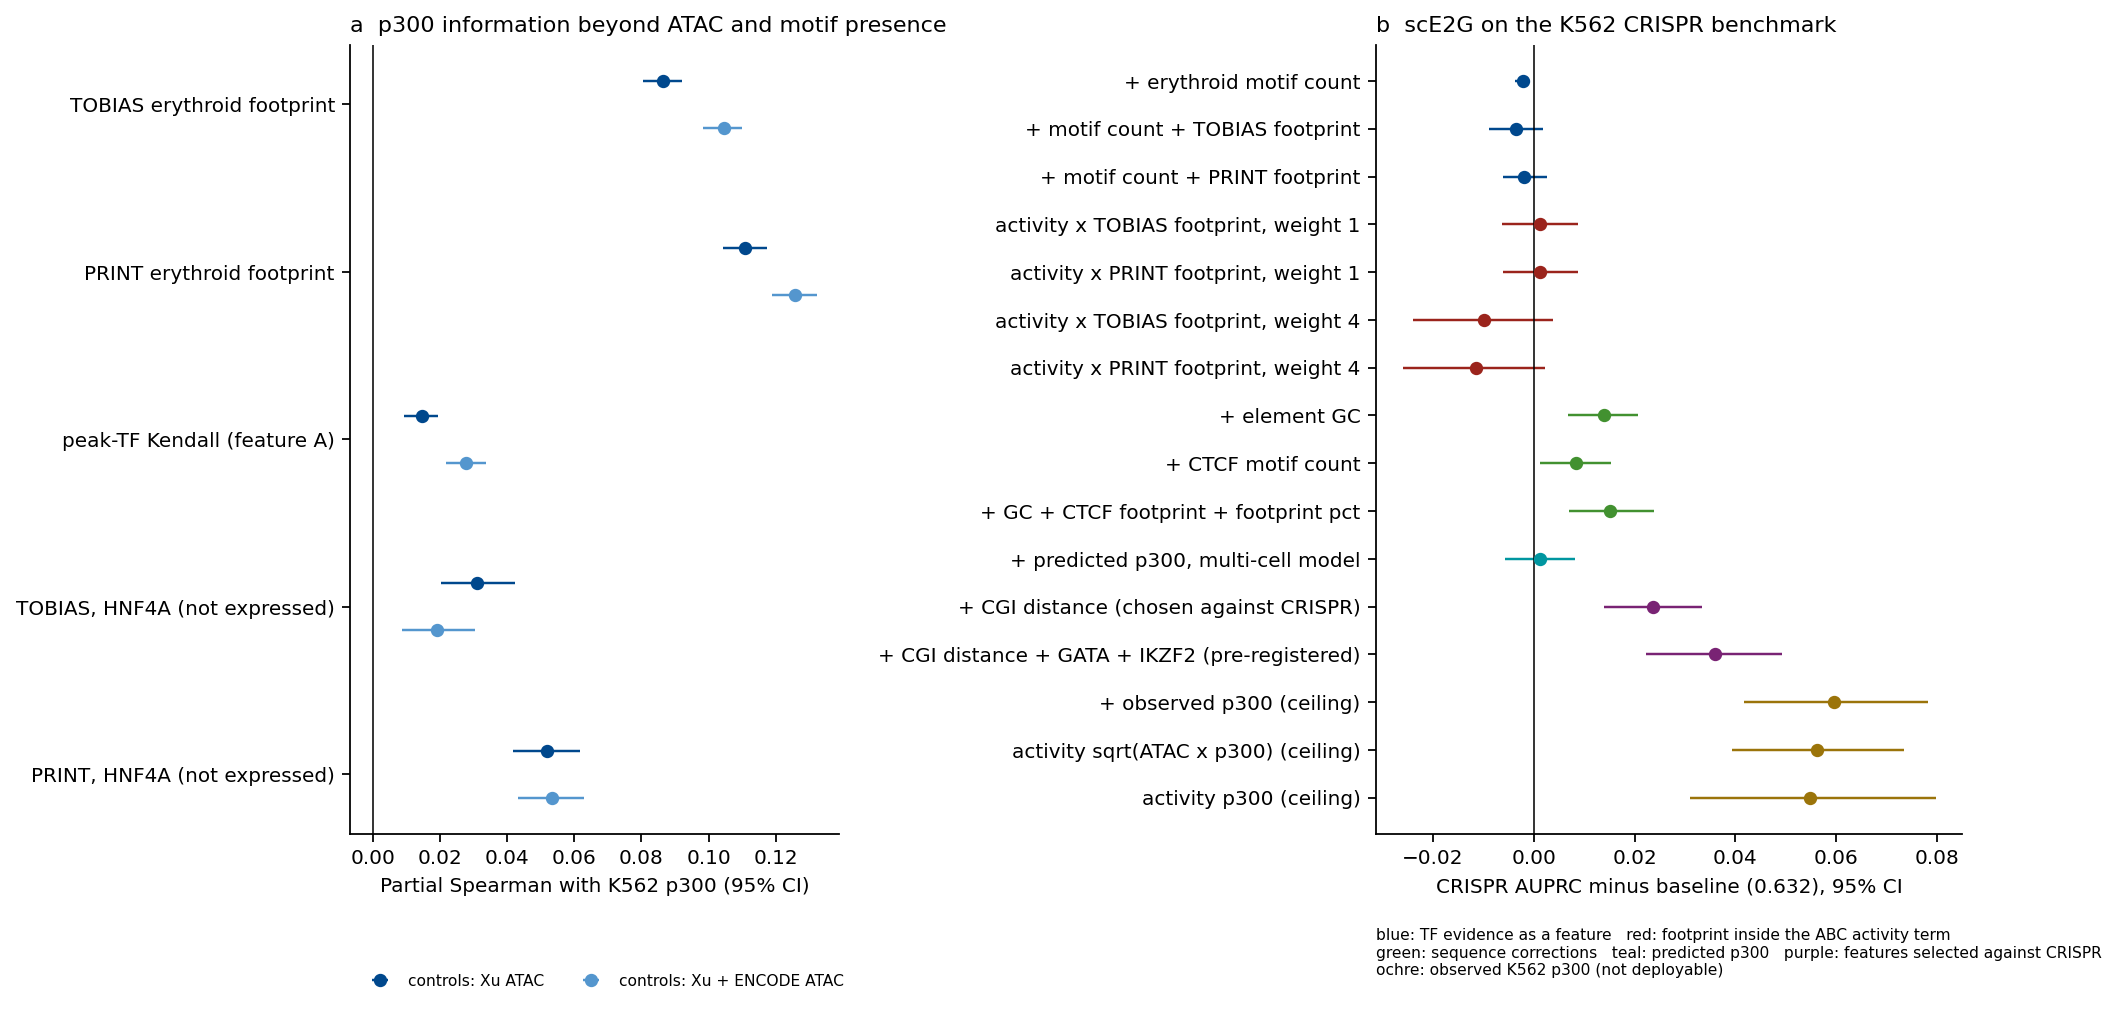 a  p300 information beyond ATAC and motif presence
TOBIAS erythroid footprint
PRINT erythroid footprint
peak-TF Kendall (feature A)
TOBIAS, HNF4A (not expressed)
PRINT, HNF4A (not expressed)
0.00 0.02 0.04 0.06 0.08 0.10 0.12
Partial Spearman with K562 p300 (95% CI)
controls: Xu ATAC   controls: Xu + ENCODE ATAC
b  scE2G on the K562 CRISPR benchmark
+ erythroid motif count
+ motif count + TOBIAS footprint
+ motif count + PRINT footprint
activity x TOBIAS footprint, weight 1
activity x PRINT footprint, weight 1
activity x TOBIAS footprint, weight 4
activity x PRINT footprint, weight 4
+ element GC
+ CTCF motif count
+ GC + CTCF footprint + footprint pct
+ predicted p300, multi-cell model
+ CGI distance (chosen against CRISPR)
+ CGI distance + GATA + IKZF2 (pre-registered)
+ observed p300 (ceiling)
activity sqrt(ATAC x p300) (ceiling)
activity p300 (ceiling)
−0.02 0.00 0.02 0.04 0.06 0.08
CRISPR AUPRC minus baseline (0.632), 95% CI
blue: TF evidence as a feature   red: footprint inside the ABC activity term
green: sequence corrections   teal: predicted p300   purple: features selected against CRISPR
ochre: observed K562 p300 (not deployable)